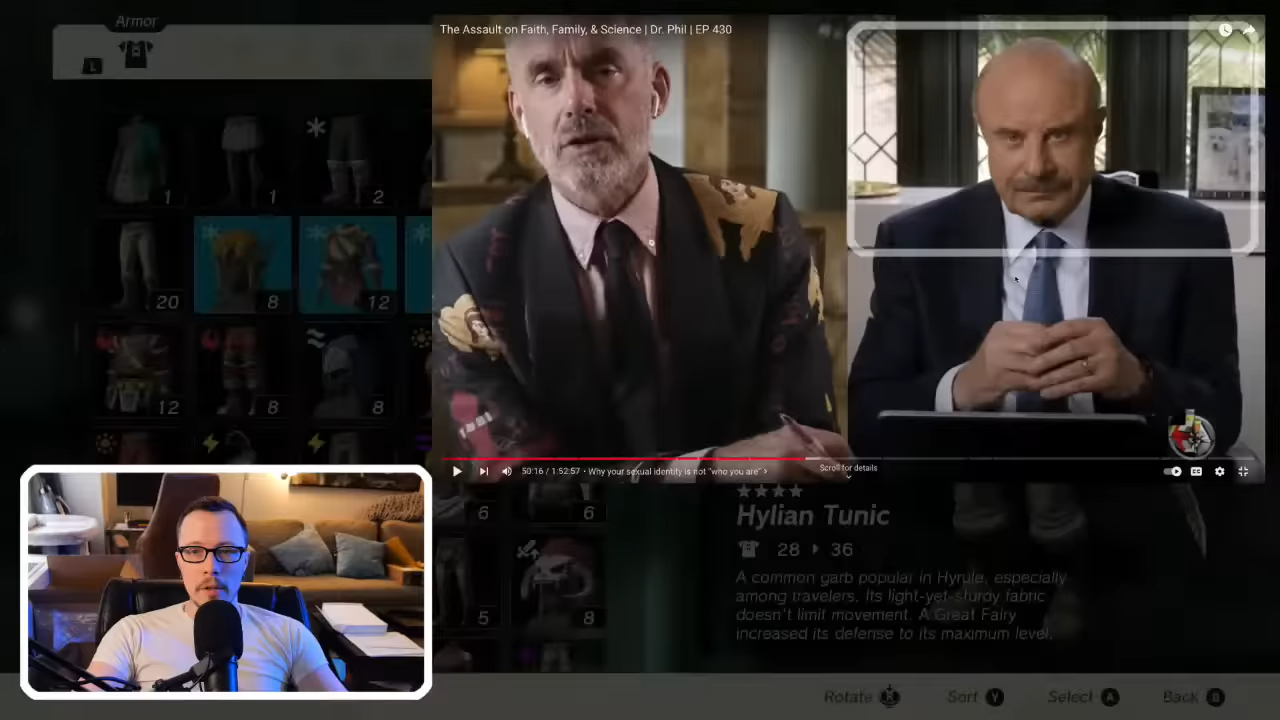 Armor
The Assault on Faith, Family, & Science | Dr. Phil | EP 430
L
1
1
2
20
8
12
12
8
8
50:16 / 1:52:57 • Why your sexual identity is not "who you are" >
Scroll for details
CC
6
6
Hylian Tunic
28 36
5
8
A common garb popular in Hyrule, especially
among travelers. Its light-yet-sturdy fabric
doesn't limit movement. A Great Fairy
increased its defense to its maximum level.
Rotate R Sort Y Select A Back B